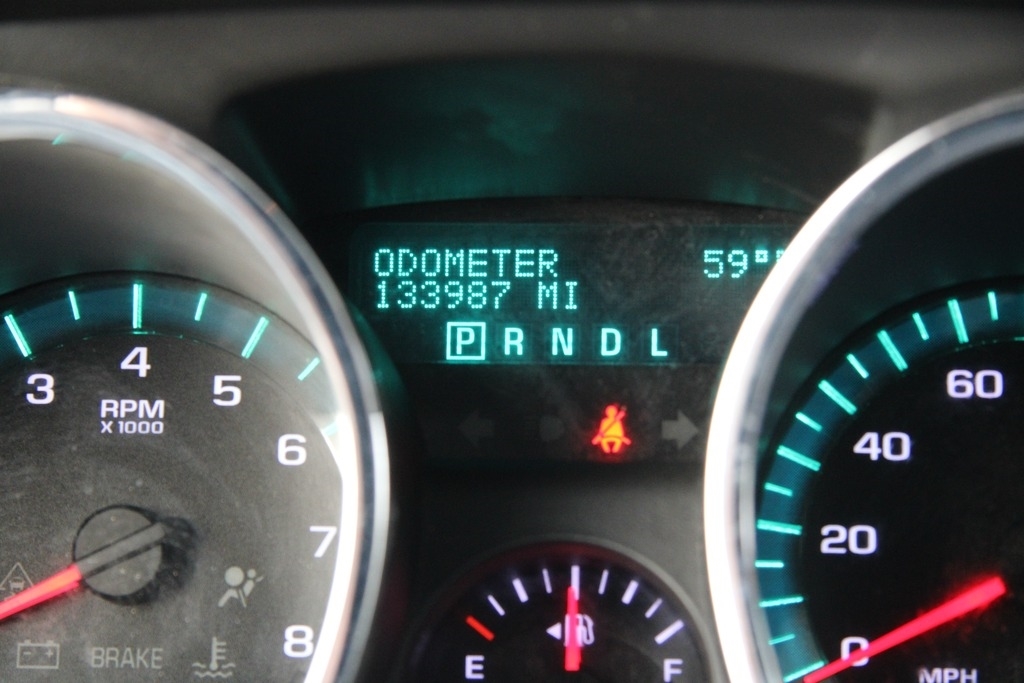 ODOMETER 59°
133987 MI
P R N D L
3 4 5 6 7 8
RPM
X 1000
BRAKE
E F
0 20 40 60
MPH